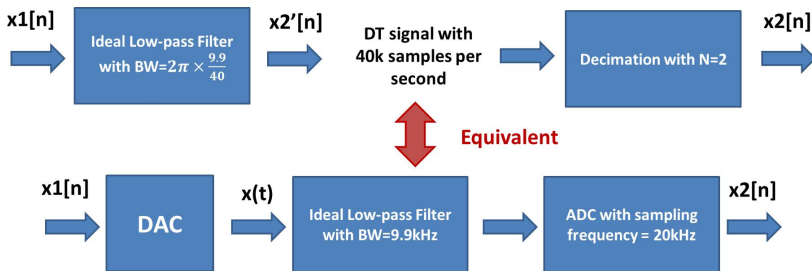 x1[n]
Ideal Low-pass Filter
with BW=2π × 9.9/40
x2'[n]
DT signal with
40k samples per
second
Decimation with N=2
x2[n]
Equivalent
x1[n]
DAC
x(t)
Ideal Low-pass Filter
with BW=9.9kHz
ADC with sampling
frequency = 20kHz
x2[n]